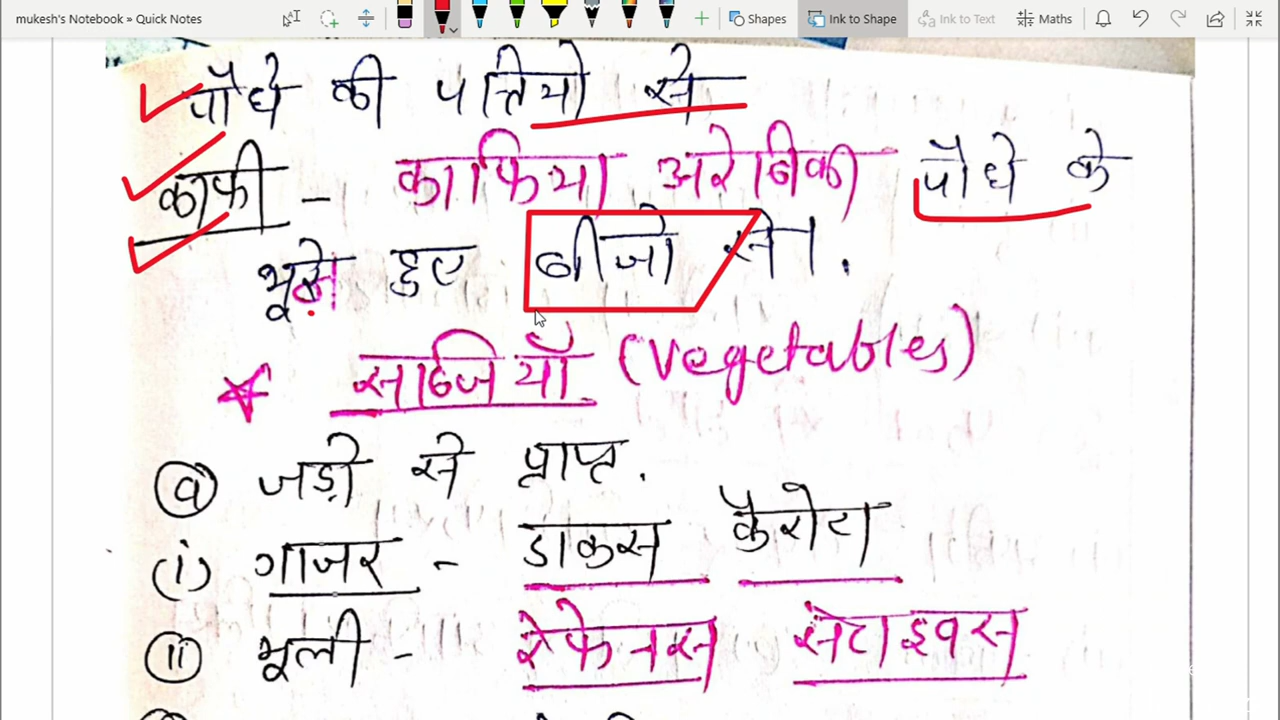 mukesh's Notebook » Quick Notes
Shapes
Ink to Shape
Ink to Text
Maths
पौधे की पत्तियो से
काफी - काफिया अरेबिकी पौधे के
हुए बीजो से।.
सब्जियाँ (Vegetables)
(a) जड़ो से प्राप्त.
(i) गाजर - डाकस कैरोटा
(ii) मूली - रेफेनस सेटाइवस